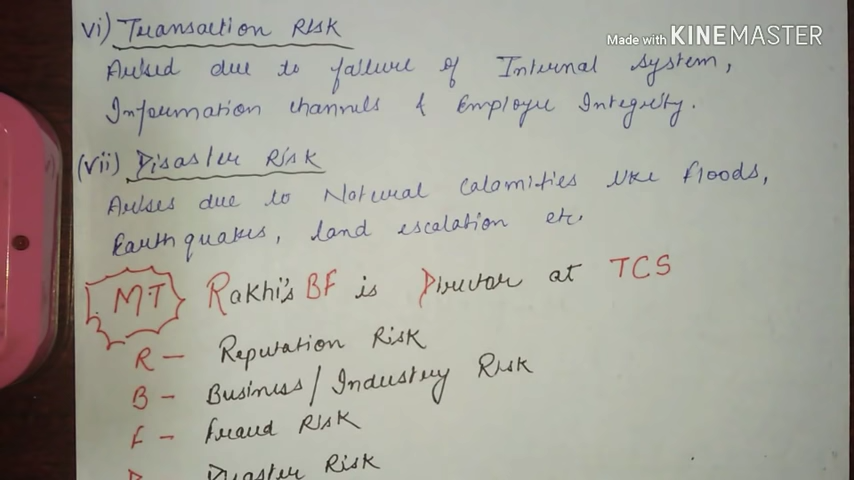 vi) Transaction Risk
Made with KINEMASTER
Arised due to failure of Internal system,
Information channels & Employee Integrity.
(vii) Disaster Risk
Arises due to Natural calamities like floods,
Earthquakes, land escalation etc.
M.T Rakhi's BF is Director at TCS
R - Reputation Risk
B - Business/Industry Risk
F - Fraud Risk
D Disaster Risk